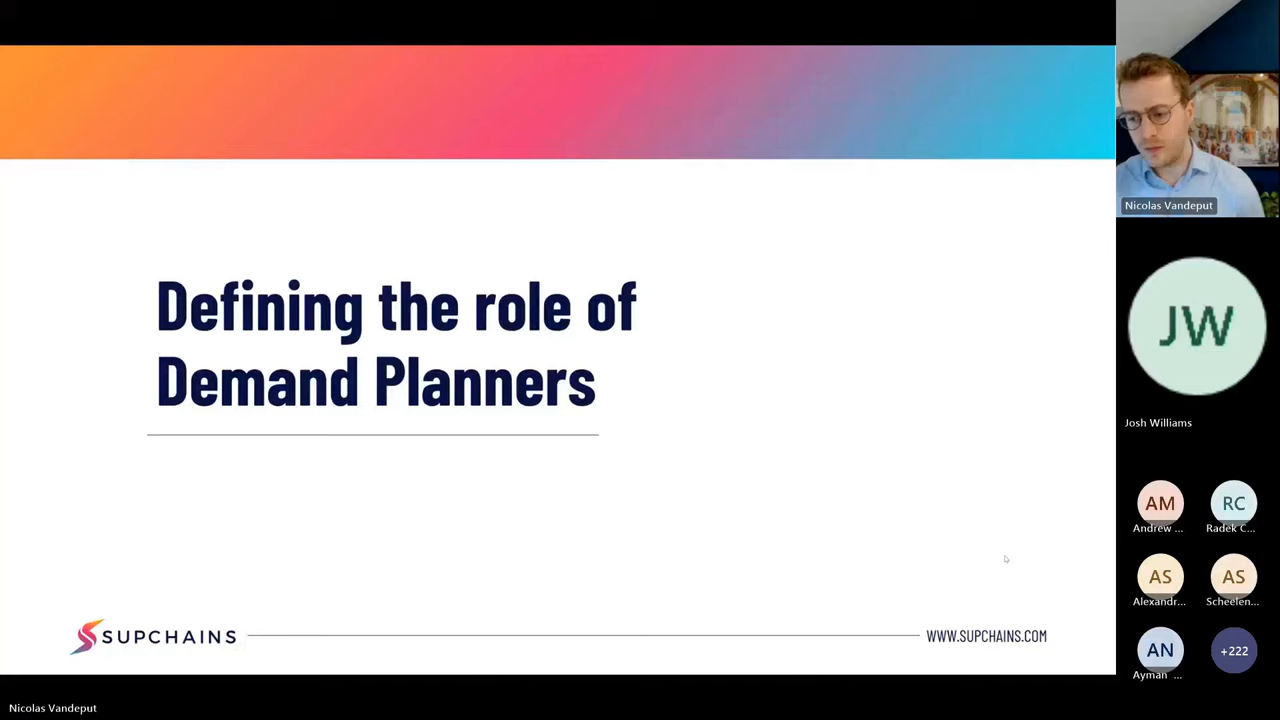 Defining the role of
Demand Planners
SUPCHAINS
WWW.SUPCHAINS.COM
Nicolas Vandeput
JW
Josh Williams
AM
RC
Andrew ...
Radek C...
AS
AS
Alexandr...
Scheelen...
AN
+222
Ayman ...
Nicolas Vandeput